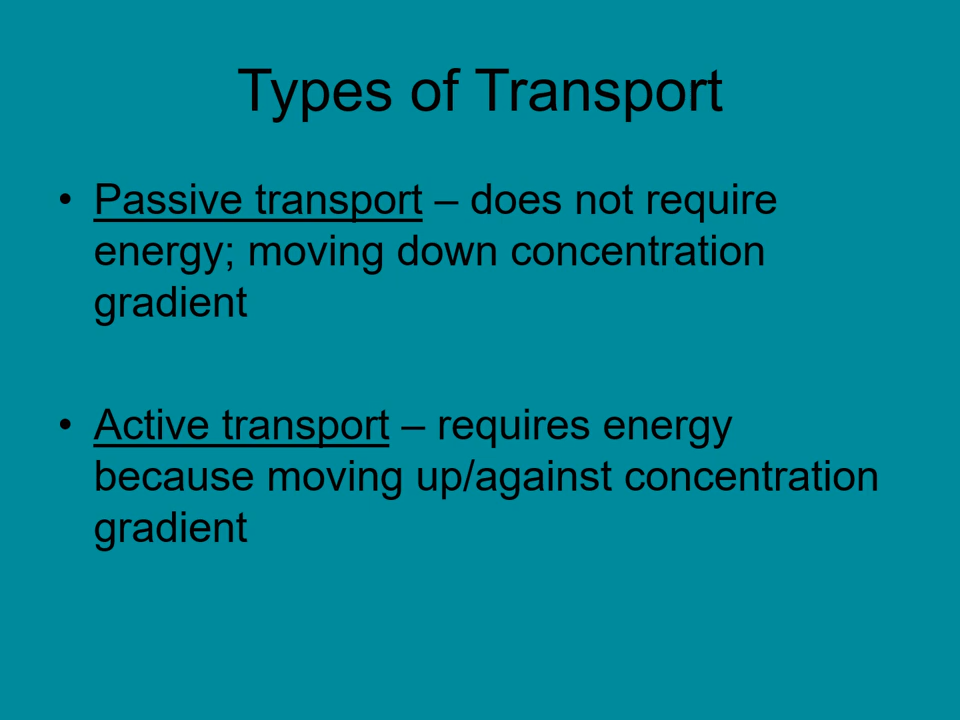 Types of Transport
• Passive transport – does not require
energy; moving down concentration
gradient
• Active transport – requires energy
because moving up/against concentration
gradient